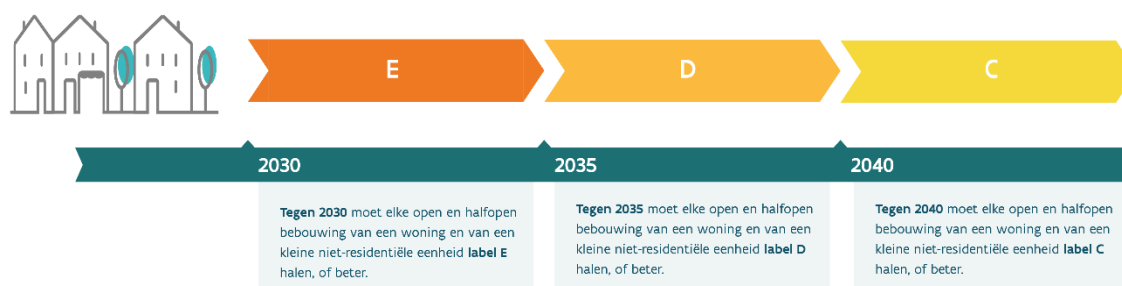 E
D
C
2030
2035
2040
Tegen 2030 moet elke open en halfopen
bebouwing van een woning en van een
kleine niet-residentiële eenheid label E
halen, of beter.
Tegen 2035 moet elke open en halfopen
bebouwing van een woning en van een
kleine niet-residentiële eenheid label D
halen, of beter.
Tegen 2040 moet elke open en halfopen
bebouwing van een woning en van een
kleine niet-residentiële eenheid label C
halen, of beter.